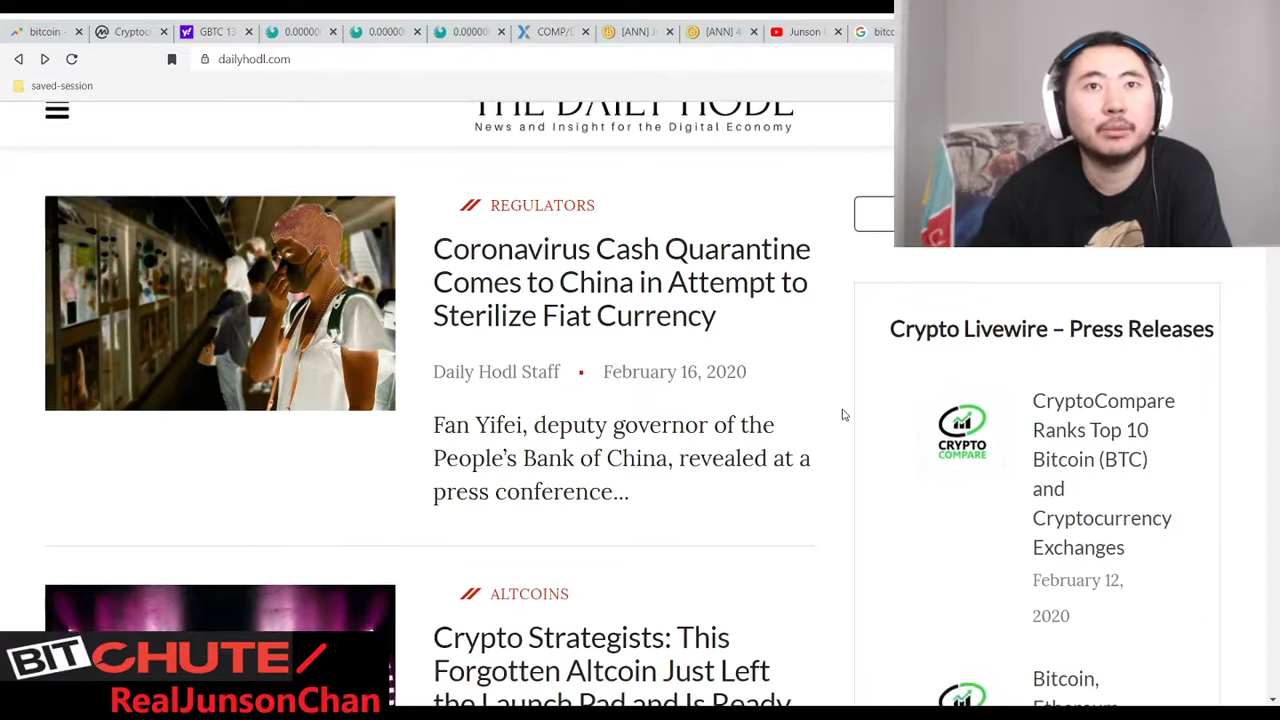 bitcoin
Cryptoc
GBTC 13
0.00000
0.00000
0.00000
COMP/D
[ANN] J
[ANN] 4
Junson C
bitco
dailyhodl.com
saved-session
THE DAILY HODL
News and Insight for the Digital Economy
REGULATORS
Coronavirus Cash Quarantine
Comes to China in Attempt to
Sterilize Fiat Currency
Daily Hodl Staff
February 16, 2020
Fan Yifei, deputy governor of the
People’s Bank of China, revealed at a
press conference...
ALTCOINS
Crypto Strategists: This
Forgotten Altcoin Just Left
the Launch Pad and Is Ready
Crypto Livewire – Press Releases
CRYPTO
COMPARE
CryptoCompare
Ranks Top 10
Bitcoin (BTC)
and
Cryptocurrency
Exchanges
February 12,
2020
Bitcoin,
Ethereum
BITCHUTE/
RealJunsonChan